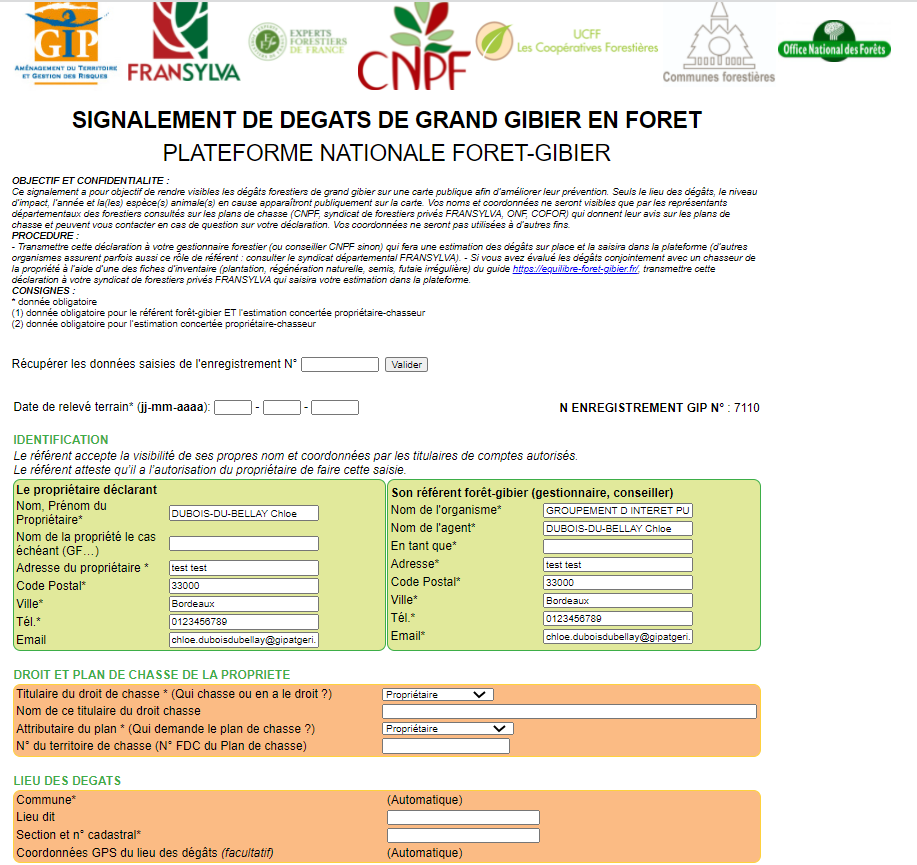 GIP
AMÉNAGEMENT DU TERRITOIRE
ET GESTION DES RISQUES
FRANSYLVA
EXPERTS
FORESTIERS
DE FRANCE
CNPF
UCFF
Les Coopératives Forestières
Communes forestières
Office National des Forêts
SIGNALEMENT DE DEGATS DE GRAND GIBIER EN FORET
PLATEFORME NATIONALE FORET-GIBIER
OBJECTIF ET CONFIDENTIALITE :
Ce signalement a pour objectif de rendre visibles les dégâts forestiers de grand gibier sur une carte publique afin d'améliorer leur prévention. Seuls le lieu des dégâts, le niveau
d'impact, l'année et la(les) espèce(s) animale(s) en cause apparaîtront publiquement sur la carte. Vos noms et coordonnées ne seront visibles que par les représentants
départementaux des forestiers consultés sur les plans de chasse (CNPF, syndicat de forestiers privés FRANSYLVA, ONF, COFOR) qui donnent leur avis sur les plans de
chasse et peuvent vous contacter en cas de question sur votre déclaration. Vos coordonnées ne sont pas utilisées à d'autres fins.
PROCEDURE :
- Transmettre cette déclaration à votre gestionnaire forestier (ou conseiller CNPF sinon) qui fera une estimation des dégâts sur place et la saisira dans la plateforme (d'autres
organismes assurent parfois aussi ce rôle de référent : consulter le syndicat départemental FRANSYLVA). - Si vous avez évalué les dégâts conjointement avec un chasseur de
la propriété à l'aide d'une des fiches d'inventaire (plantation, régénération naturelle, semis, futaie irrégulière) du guide https://equilibre-foret-gibier.fr/, transmettre cette
déclaration à votre syndicat de forestiers privés FRANSYLVA qui saisira votre estimation dans la plateforme.
CONSIGNES :
* donnée obligatoire
(1) donnée obligatoire pour le référent forêt-gibier ET l'estimation concertée propriétaire-chasseur
(2) donnée obligatoire pour l'estimation concertée propriétaire-chasseur
Récupérer les données saisies de l'enregistrement N° Valider
Date de relevé terrain* (jj-mm-aaaa): - - N ENREGISTREMENT GIP N° : 7110
IDENTIFICATION
Le référent accepte la visibilité de ses propres nom et coordonnées par les titulaires de comptes autorisés.
Le référent atteste qu'il a l'autorisation du propriétaire de faire cette saisie.
Le propriétaire déclarant
Nom, Prénom du
Propriétaire* DUBOIS-DU-BELLAY Chloe
Nom de la propriété le cas
échéant (GF...)
Adresse du propriétaire * test test
Code Postal* 33000
Ville* Bordeaux
Tél.* 0123456789
Email chloe.duboisdubellay@gipatgeri.
Son référent forêt-gibier (gestionnaire, conseiller)
Nom de l'organisme* GROUPEMENT D INTERET PU
Nom de l'agent* DUBOIS-DU-BELLAY Chloe
En tant que*
Adresse* test test
Code Postal* 33000
Ville* Bordeaux
Tél.* 0123456789
Email* chloe.duboisdubellay@gipatgeri.
DROIT ET PLAN DE CHASSE DE LA PROPRIETE
Titulaire du droit de chasse * (Qui chasse ou en a le droit ?) Propriétaire
Nom de ce titulaire du droit chasse
Attributaire du plan * (Qui demande le plan de chasse ?) Propriétaire
N° du territoire de chasse (N° FDC du Plan de chasse)
LIEU DES DEGATS
Commune* (Automatique)
Lieu dit
Section et n° cadastral*
Coordonnées GPS du lieu des dégâts (facultatif) (Automatique)